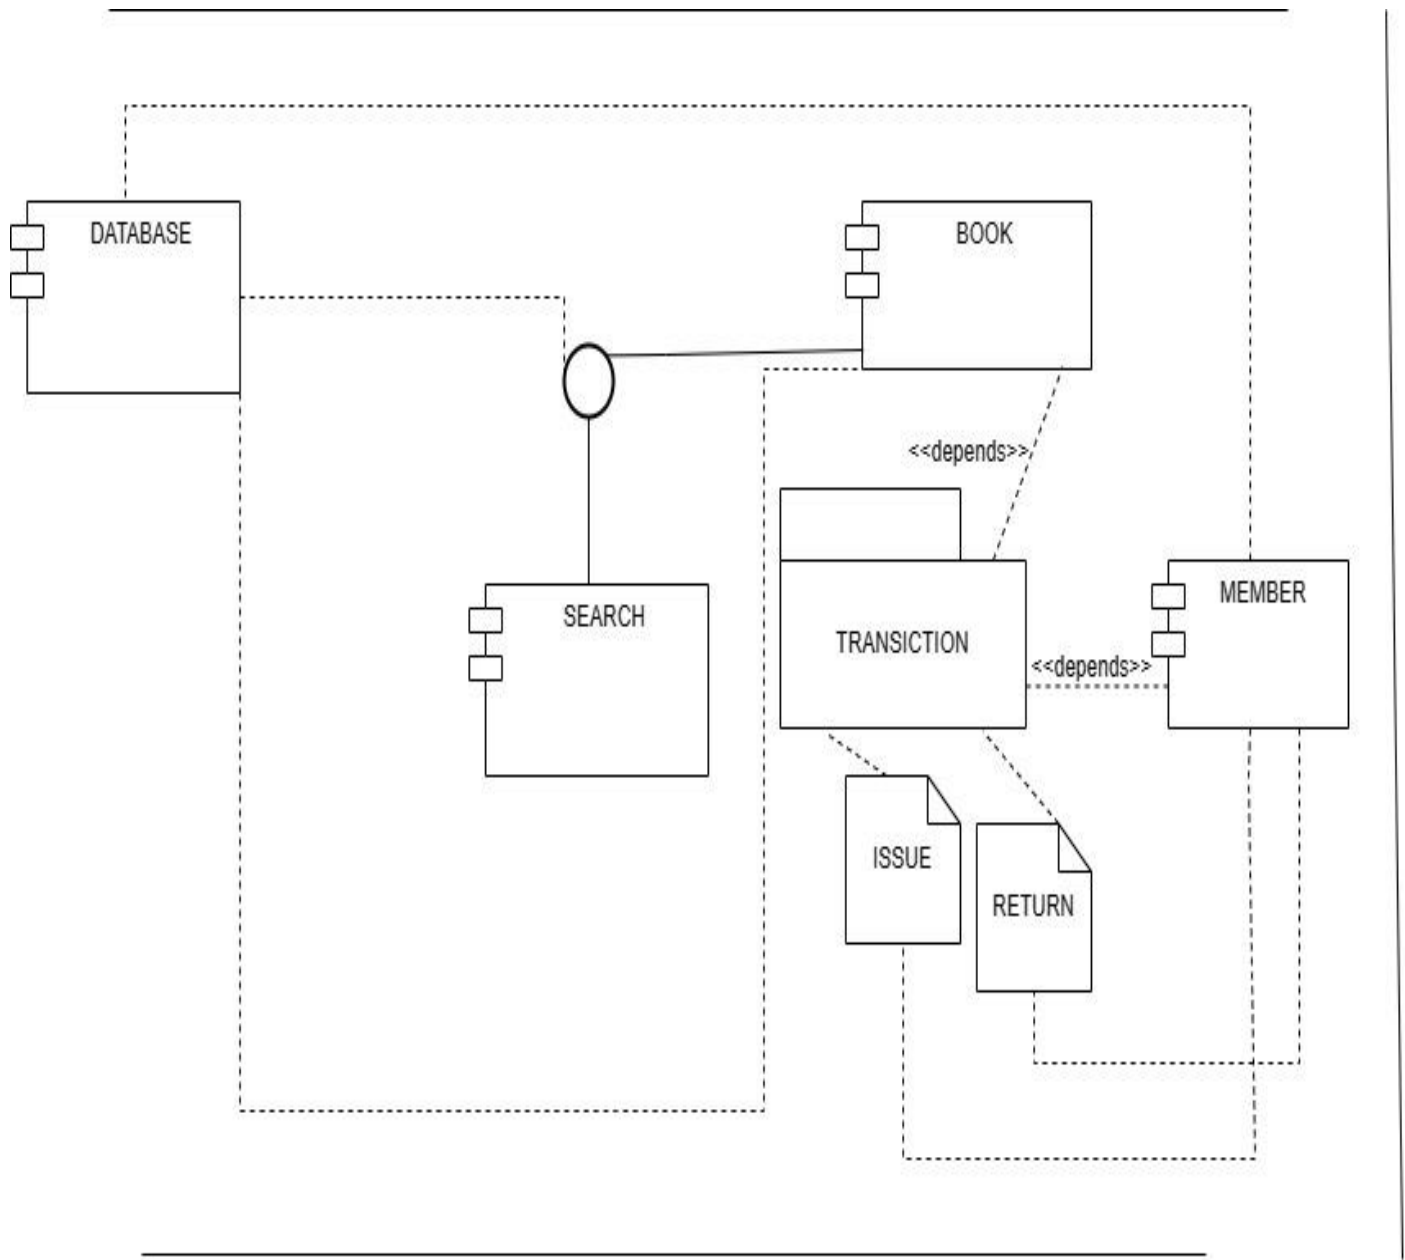 DATABASE
BOOK
<<depends>>
SEARCH
TRANSICTION
MEMBER
<<depends>>
ISSUE
RETURN